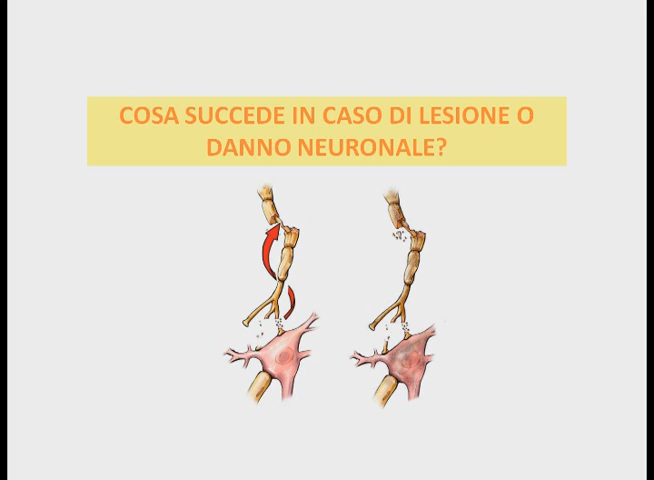 COSA SUCCEDE IN CASO DI LESIONE O
DANNO NEURONALE?